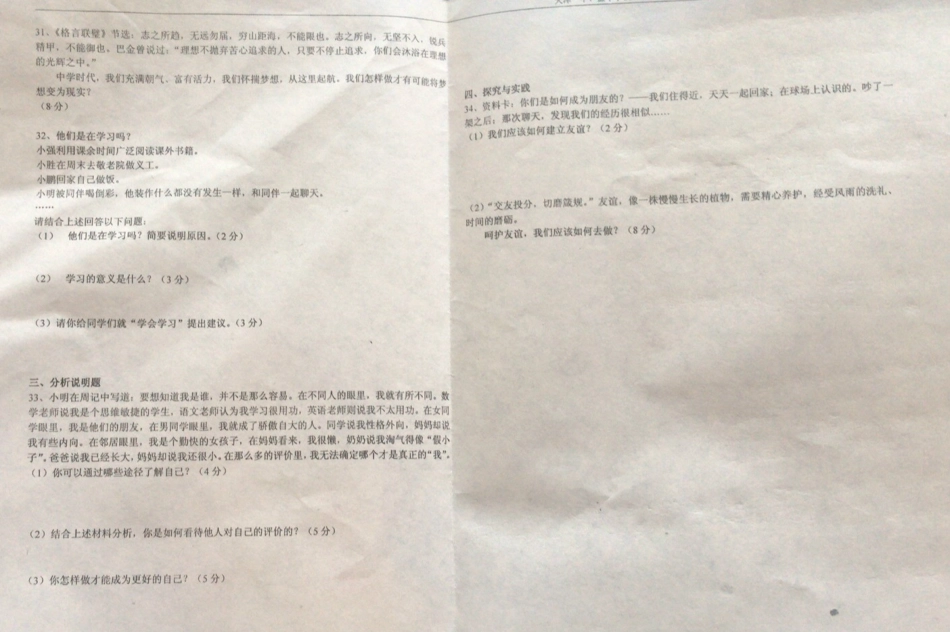 31、《格言联璧》节选，志之所趋，无远勿届，穷山距海，不能限也。志之所向，无坚不入，锐兵
精甲，不能御也。巴金曾说过：“理想不抛弃苦心追求的人，只要不停止追求，你们会沐浴在理想
的光辉之中。”
中学时代，我们充满朝气，富有活力，我们怀揣梦想，从这里起航，我们怎样做才有可能将梦
想变为现实？
（8 分）
32、他们是在学习吗？
小强利用课余时间广泛阅读课外书籍。
小胜在周末去敬老院做义工。
小鹏回家自己做饭。
小明被同伴喝倒彩，他装作什么都没有发生一样，和同伴一起聊天。
……
请结合上述回答以下问题：
（1） 他们是在学习吗？简要说明原因。（2 分）
（2） 学习的意义是什么？（3 分）
（3）请你给同学们就“学会学习”提出建议。（3 分）
三、分析说明题
33、小明在周记中写道：要想知道我是谁，并不是那么容易。在不同人的眼里，我就有所不同。数
学老师说我是个思维敏捷的学生，语文老师认为我学习很用功，英语老师则说我不太用功。在女同
学眼里，我是他们的朋友，在男同学眼里，我就成了骄傲自大的人。同学说我性格外向，妈妈却说
我有些内向。在邻居眼里，我是个勤快的女孩子，在妈妈看来，我很懒，奶奶说我淘气得像“假小
子”，爸爸说我已经长大，妈妈却说我还很小。在那么多的评价里，我无法确定哪个才是真正的“我”。
（1）你可以通过哪些途径了解自己？（4 分）
（2）结合上述材料分析，你是如何看待他人对自己的评价的？（5 分）
（3）你怎样做才能成为更好的自己？（5 分）
四、探究与实践
34、资料卡：你们是如何成为朋友的？——我们住得近，天天一起回家；在球场上认识的。吵了一
架之后；那次聊天，发现我们的经历很相似……
（1）我们应该如何建立友谊？（2 分）
（2）“交友投分，切磨箴规。”友谊，像一株慢慢生长的植物，需要精心养护，经受风雨的洗礼、
时间的磨砺。
呵护友谊，我们应该如何去做？（8 分）